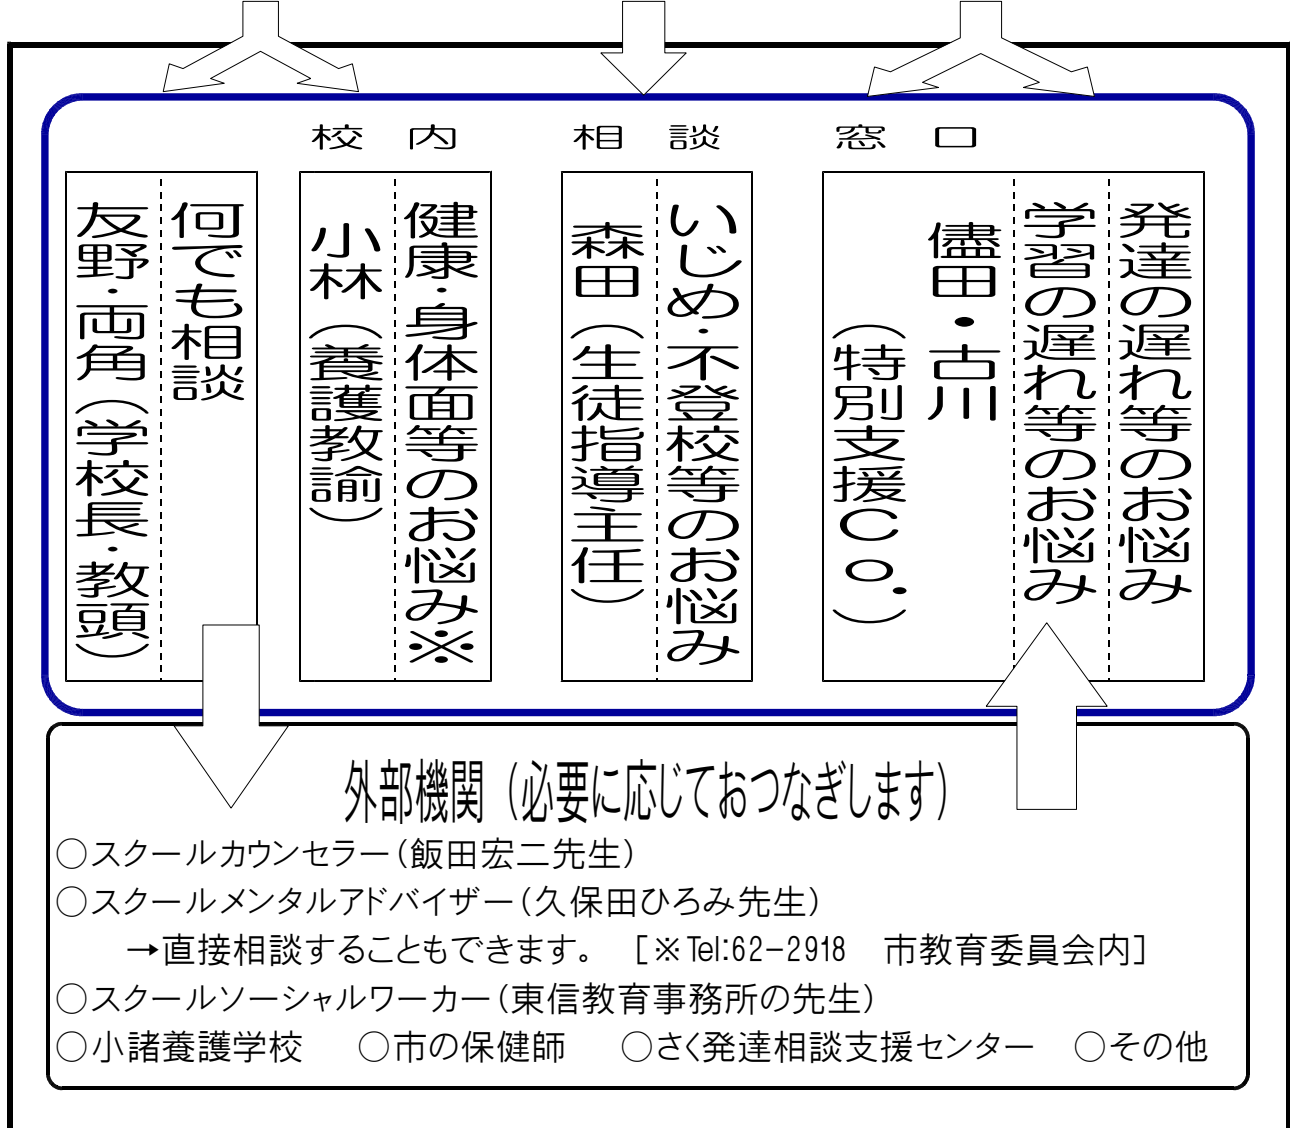 校内相談窓口
発達の遅れ等のお悩み
学習の遅れ等のお悩み
儘田・古川
（特別支援Ｃｏ．）
いじめ・不登校等のお悩み
森田（生徒指導主任）
健康・身体面等のお悩み※
小林（養護教諭）
何でも相談
友野・両角（学校長・教頭）
外部機関（必要に応じておつなぎします）
○スクールカウンセラー（飯田宏二先生）
○スクールメンタルアドバイザー（久保田ひろみ先生）
→直接相談することもできます。　［※Tel:62−2918　市教育委員会内］
○スクールソーシャルワーカー（東信教育事務所の先生）
○小諸養護学校　○市の保健師　○さく発達相談支援センター　○その他